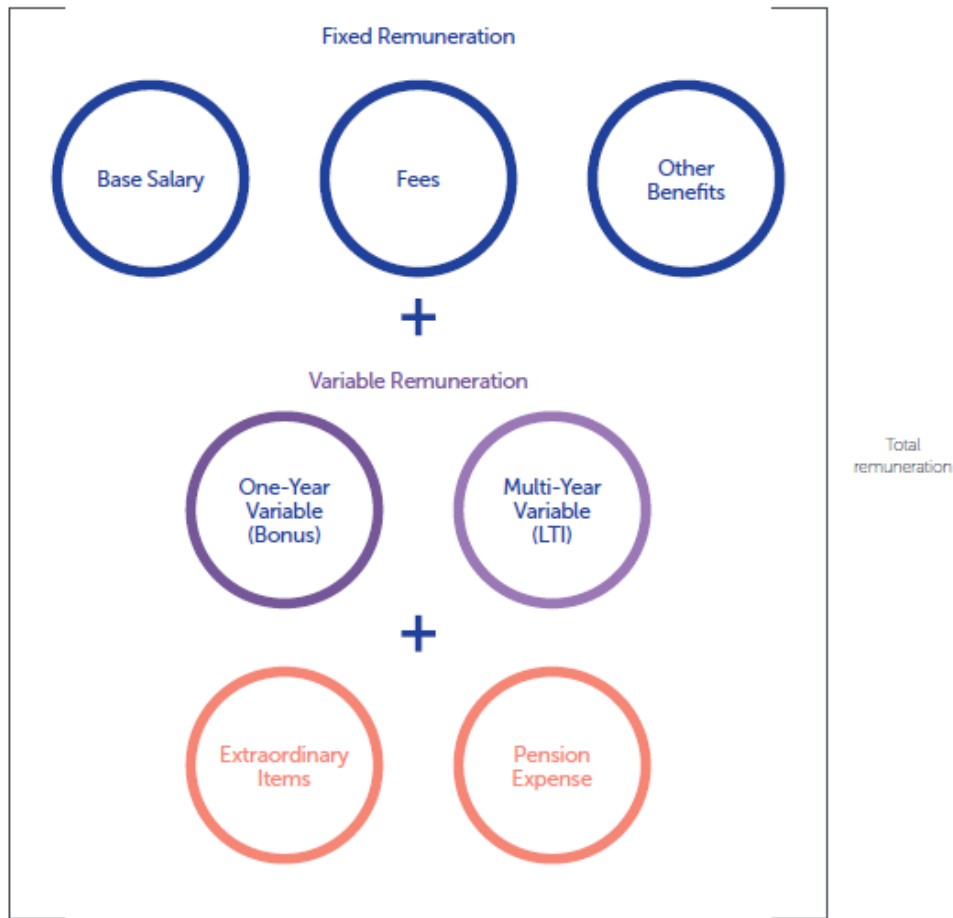 Fixed Remuneration
Base Salary
Fees
Other
Benefits
+
Variable Remuneration
One-Year
Variable
(Bonus)
Multi-Year
Variable
(LTI)
Total
remuneration
+
Extraordinary
Items
Pension
Expense